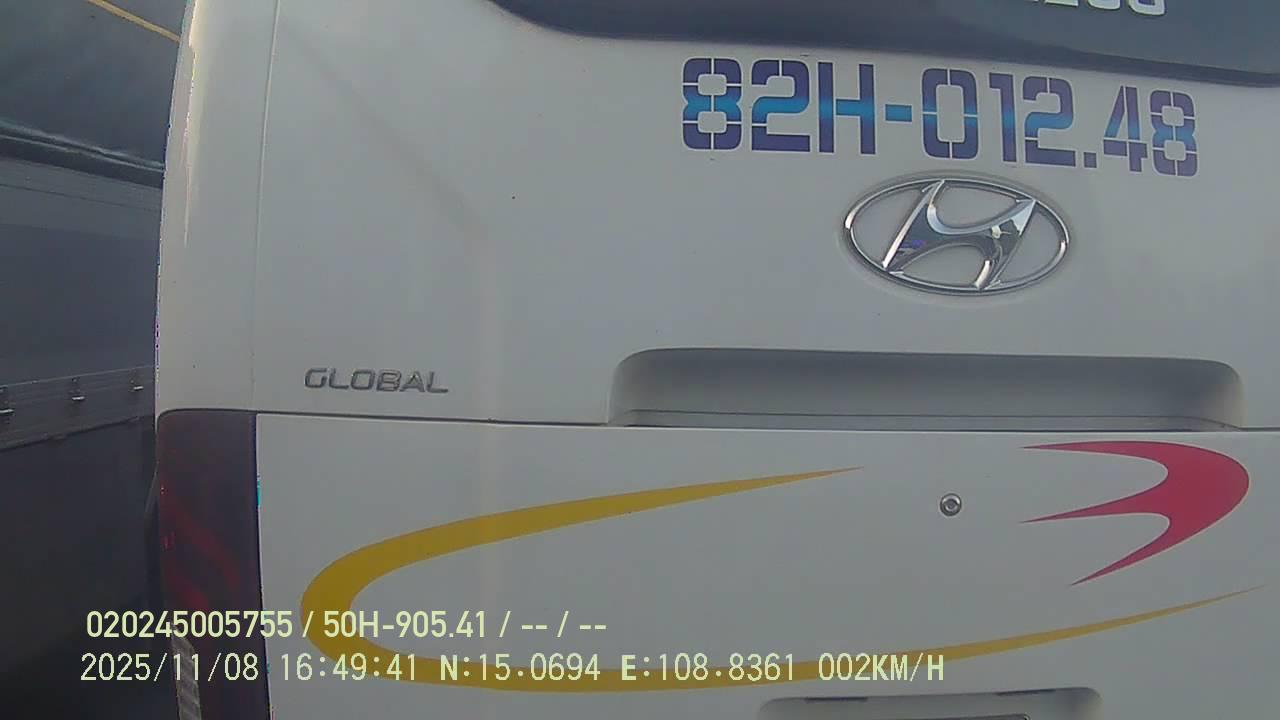 82H-012.48
GLOBAL
020245005755 / 50H-905.41 / -- / --
2025/11/08 16:49:41 N:15.0694 E:108.8361 002KM/H